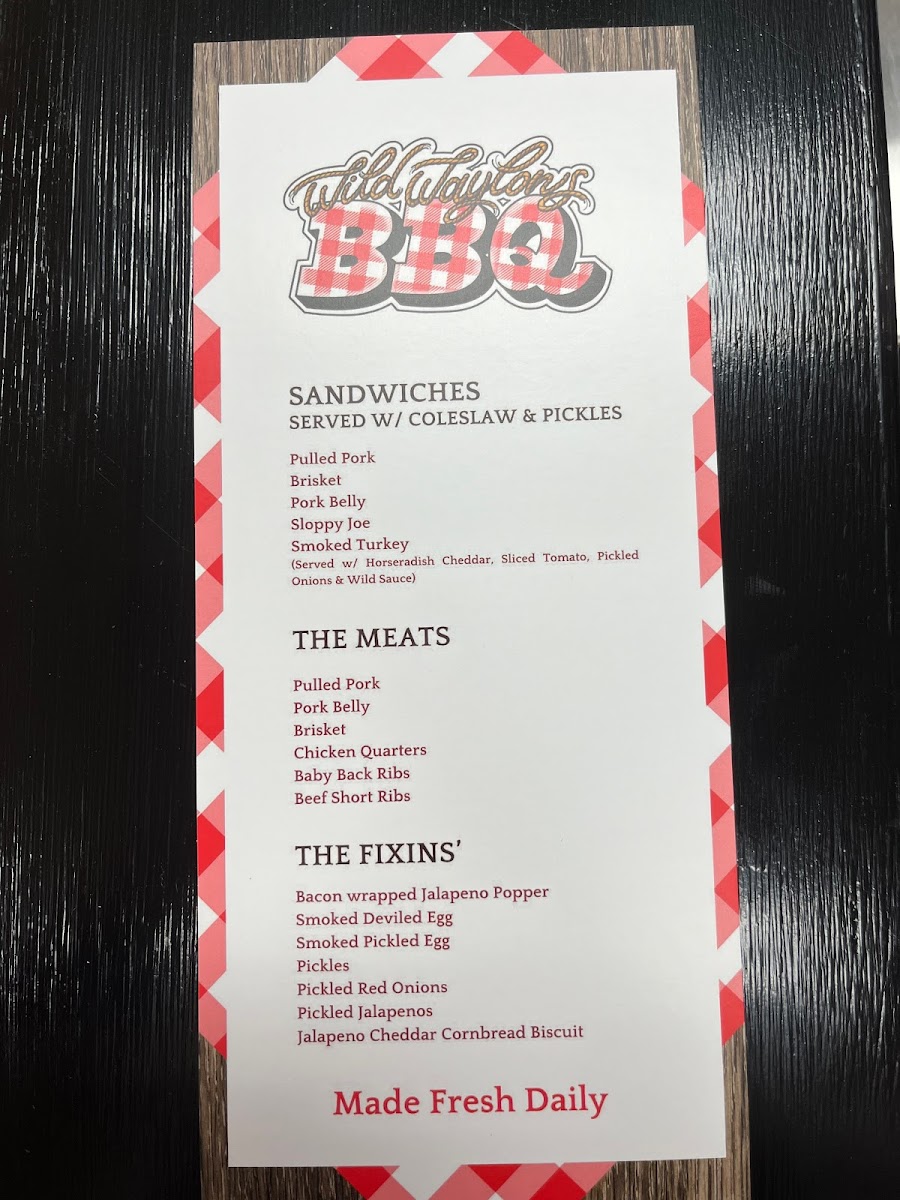 Wild Waylons
BBQ
SANDWICHES
SERVED W/ COLESLAW & PICKLES
Pulled Pork
Brisket
Pork Belly
Sloppy Joe
Smoked Turkey
(Served w/ Horseradish Cheddar, Sliced Tomato, Pickled
Onions & Wild Sauce)
THE MEATS
Pulled Pork
Pork Belly
Brisket
Chicken Quarters
Baby Back Ribs
Beef Short Ribs
THE FIXINS’
Bacon wrapped Jalapeno Popper
Smoked Deviled Egg
Smoked Pickled Egg
Pickles
Pickled Red Onions
Pickled Jalapenos
Jalapeno Cheddar Cornbread Biscuit
Made Fresh Daily